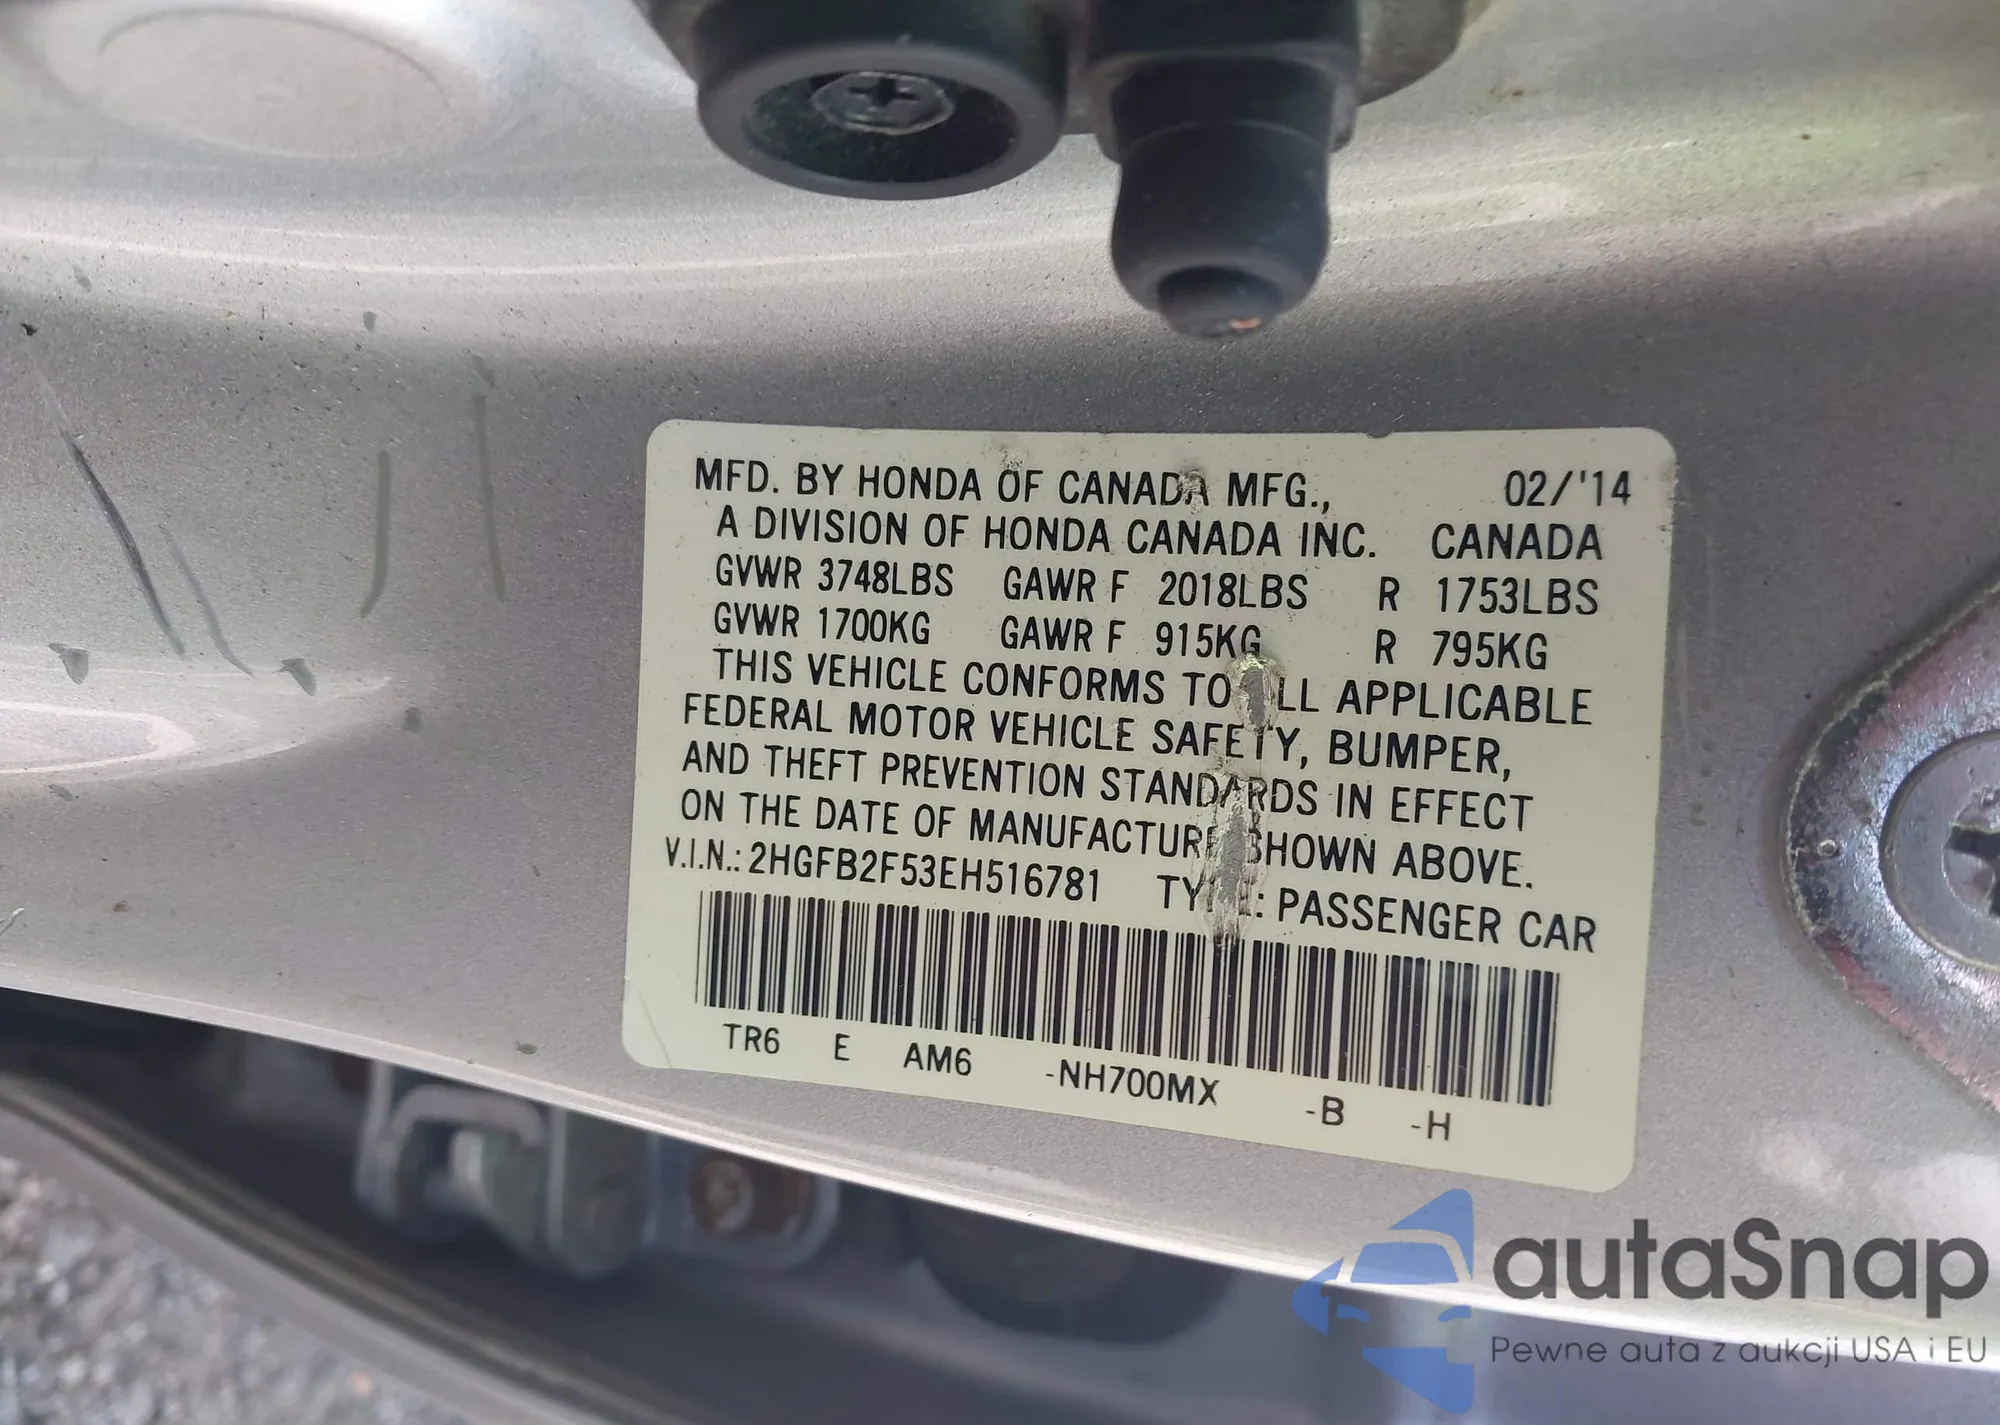 MFD. BY HONDA OF CANADA MFG., 02/'14
A DIVISION OF HONDA CANADA INC. CANADA
GVWR 3748LBS GAWR F 2018LBS R 1753LBS
GVWR 1700KG GAWR F 915KG R 795KG
THIS VEHICLE CONFORMS TO ALL APPLICABLE
FEDERAL MOTOR VEHICLE SAFETY, BUMPER,
AND THEFT PREVENTION STANDARDS IN EFFECT
ON THE DATE OF MANUFACTURE SHOWN ABOVE.
V.I.N.: 2HGFB2F53EH516781 TYPE: PASSENGER CAR
TR6 E AM6 -NH700MX -B -H
autaSnap
Pewne auta z aukcji USA i EU